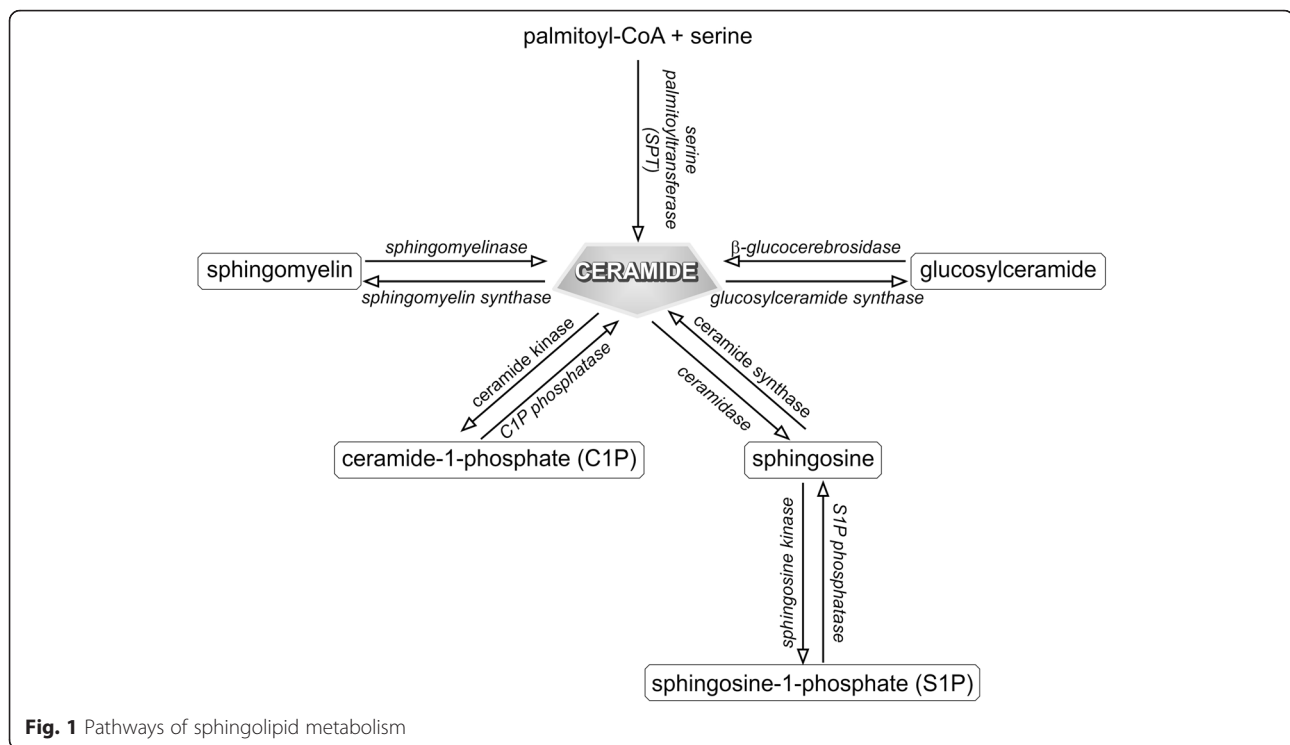 palmitoyl-CoA + serine
serine
palmitoyltransferase
(SPT)
sphingomyelinase
β-glucocerebrosidase
sphingomyelin
CERAMIDE
glucosylceramide
sphingomyelin synthase
glucosylceramide synthase
ceramide kinase
C1P phosphatase
ceramide synthase
ceramidase
ceramide-1-phosphate (C1P)
sphingosine
sphingosine kinase
S1P phosphatase
sphingosine-1-phosphate (S1P)
Fig. 1 Pathways of sphingolipid metabolism